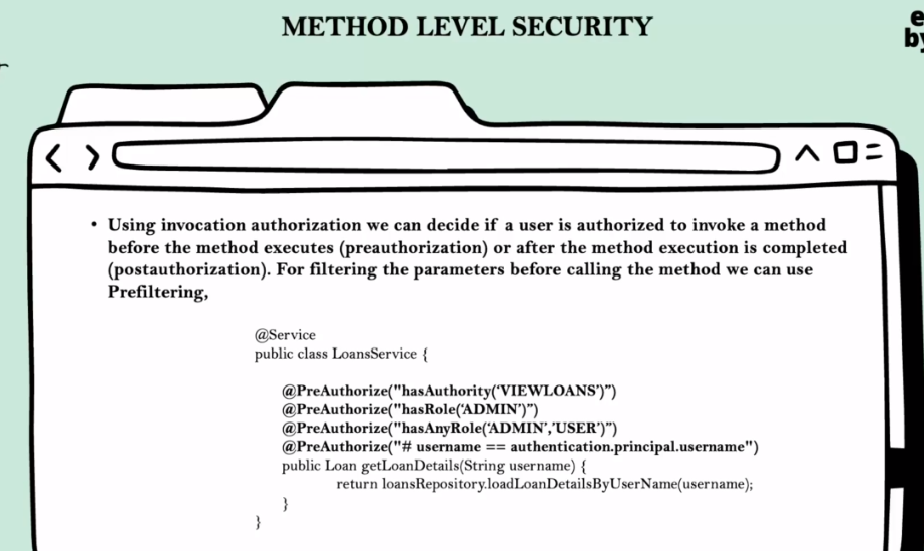 METHOD LEVEL SECURITY
e
by
• Using invocation authorization we can decide if a user is authorized to invoke a method
before the method executes (preauthorization) or after the method execution is completed
(postauthorization). For filtering the parameters before calling the method we can use
Prefiltering,
@Service
public class LoansService {
@PreAuthorize("hasAuthority(‘VIEWLOANS’)”)
@PreAuthorize("hasRole(‘ADMIN’)”)
@PreAuthorize("hasAnyRole(‘ADMIN’,’USER’)”)
@PreAuthorize("# username == authentication.principal.username")
public Loan getLoanDetails(String username) {
return loansRepository.loadLoanDetailsByUserName(username);
}
}